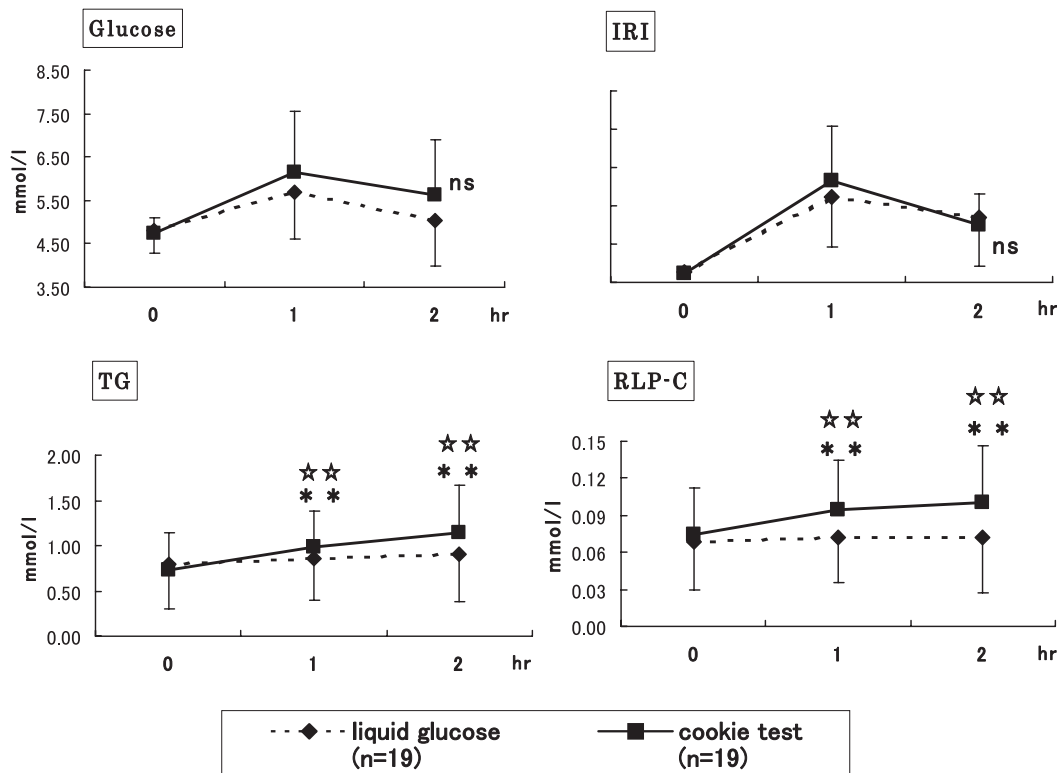 Glucose
8.50
7.50
6.50
5.50
4.50
3.50
mmol/l
ns
0 1 2 hr
IRI
ns
0 1 2 hr
TG
2.00
1.50
1.00
0.50
0.00
mmol/l
☆☆
**
☆☆
**
0 1 2 hr
RLP-C
0.15
0.12
0.09
0.06
0.03
0.00
mmol/l
☆☆
**
☆☆
**
0 1 2 hr
liquid glucose
(n=19)
cookie test
(n=19)